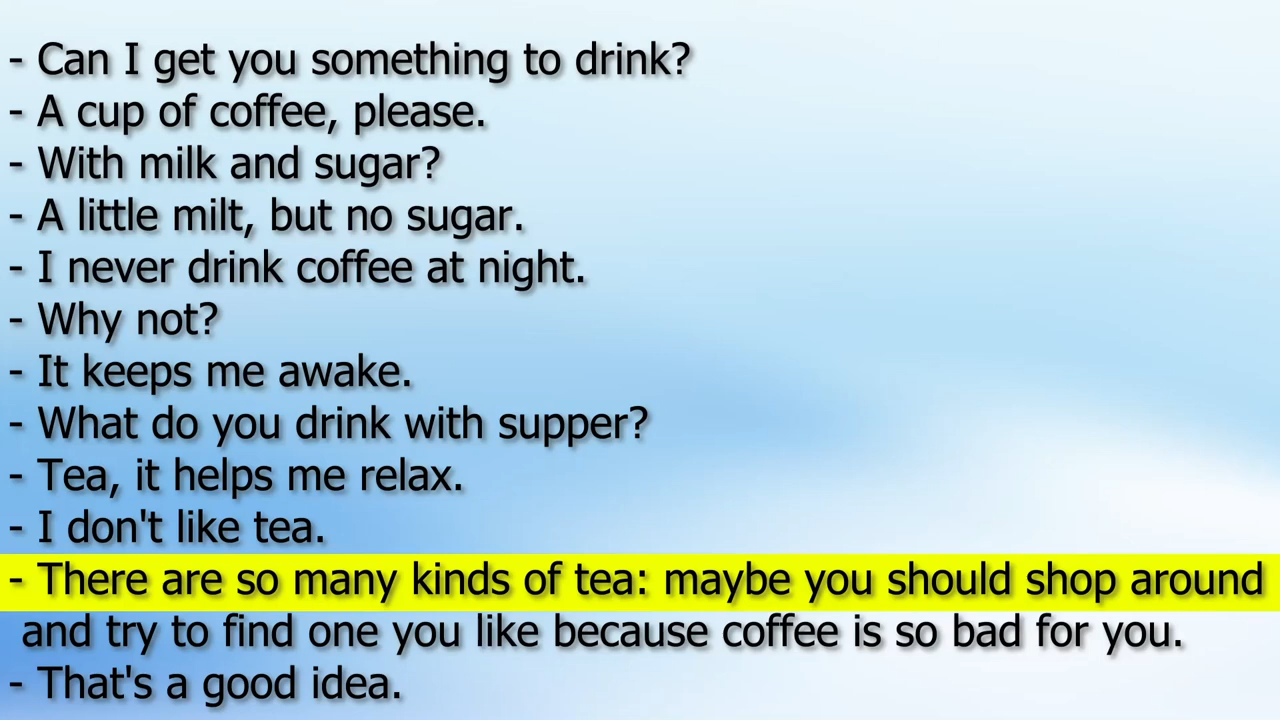 - Can I get you something to drink?
- A cup of coffee, please.
- With milk and sugar?
- A little milt, but no sugar.
- I never drink coffee at night.
- Why not?
- It keeps me awake.
- What do you drink with supper?
- Tea, it helps me relax.
- I don't like tea.
- There are so many kinds of tea: maybe you should shop around
and try to find one you like because coffee is so bad for you.
- That's a good idea.